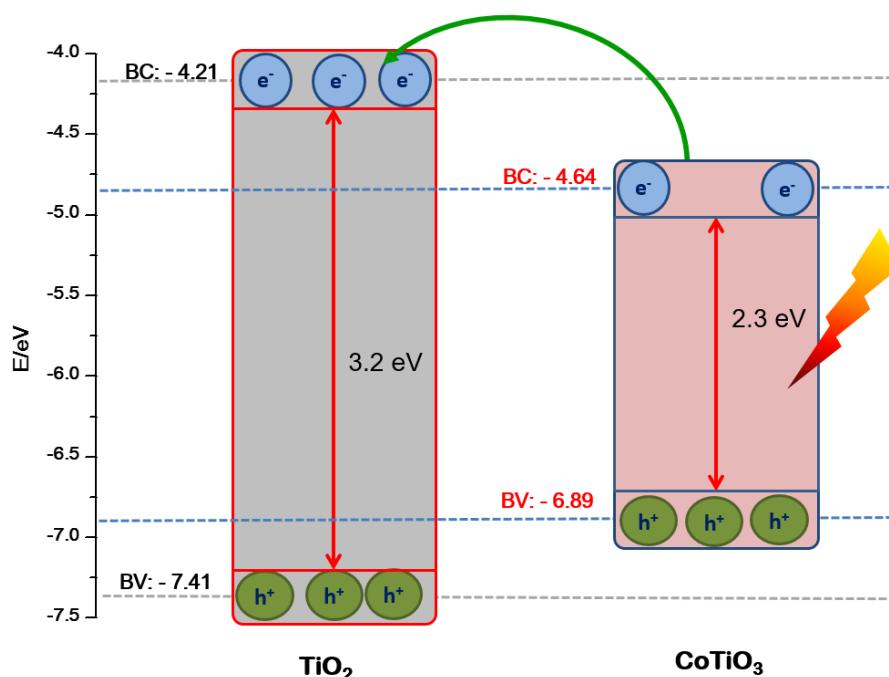 -4.0
-4.5
-5.0
-5.5
-6.0
-6.5
-7.0
-7.5
E/eV
BC: - 4.21
e⁻ e⁻ e⁻
3.2 eV
BV: - 7.41
h⁺ h⁺ h⁺
TiO₂
BC: - 4.64
e⁻ e⁻
2.3 eV
BV: - 6.89
h⁺ h⁺ h⁺
CoTiO₃